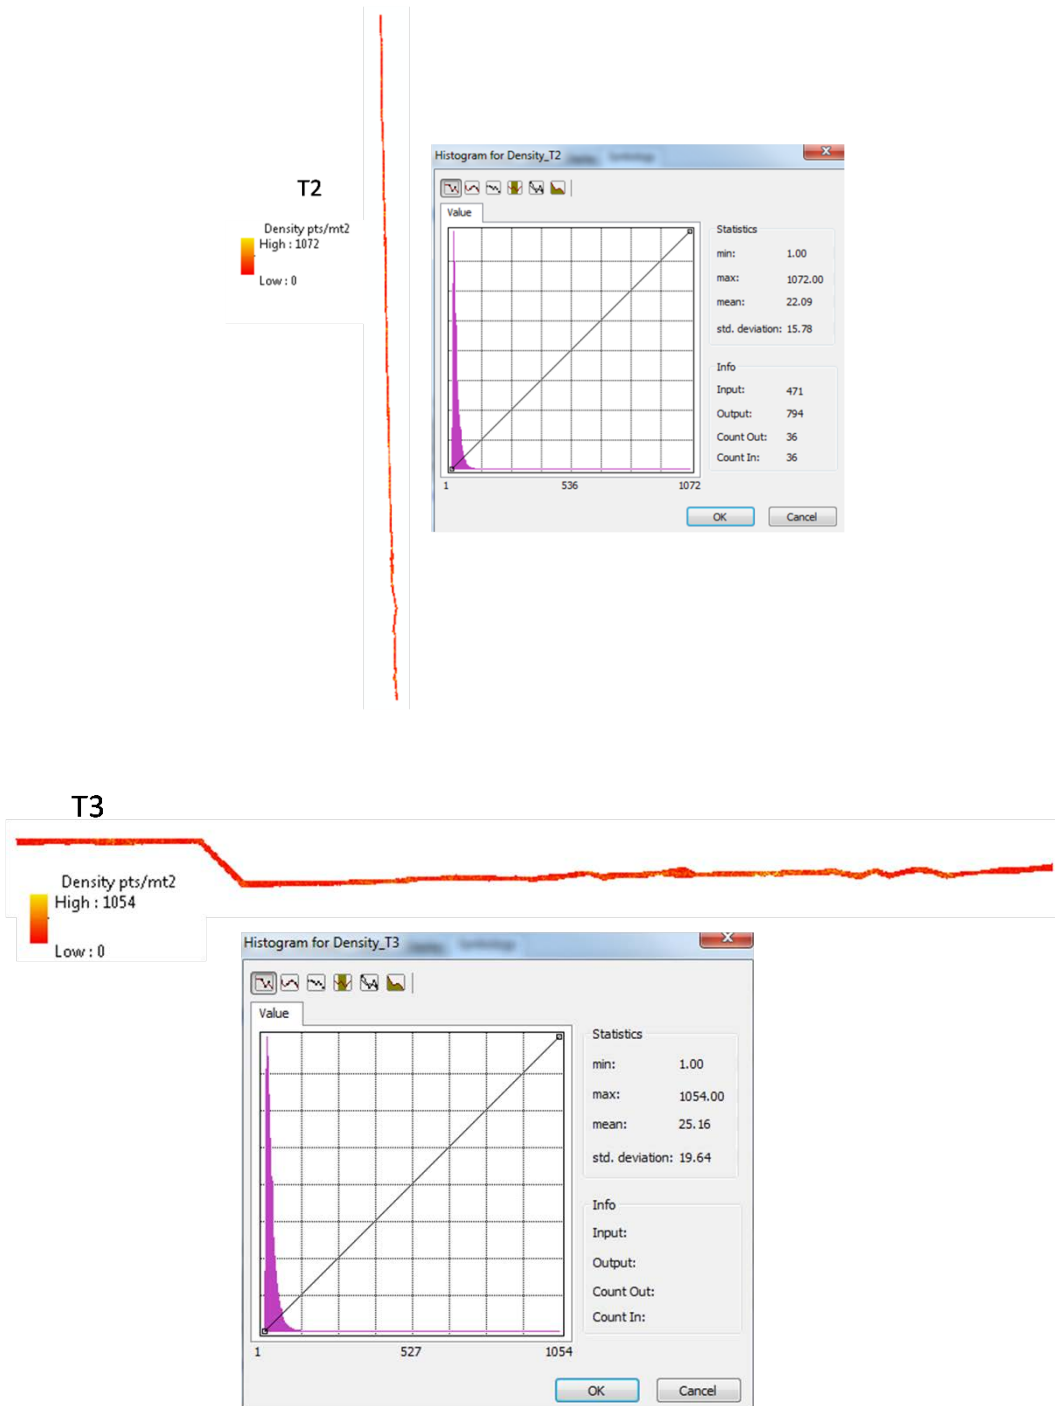 T2
Density pts/mt2
High : 1072
Low : 0
Histogram for Density_T2
Value
Statistics
min: 1.00
max: 1072.00
mean: 22.09
std. deviation: 15.78
Info
Input: 471
Output: 794
Count Out: 36
Count In: 36
1 536 1072
OK Cancel
T3
Density pts/mt2
High : 1054
Low : 0
Histogram for Density_T3
Value
Statistics
min: 1.00
max: 1054.00
mean: 25.16
std. deviation: 19.64
Info
Input:
Output:
Count Out:
Count In:
1 527 1054
OK Cancel